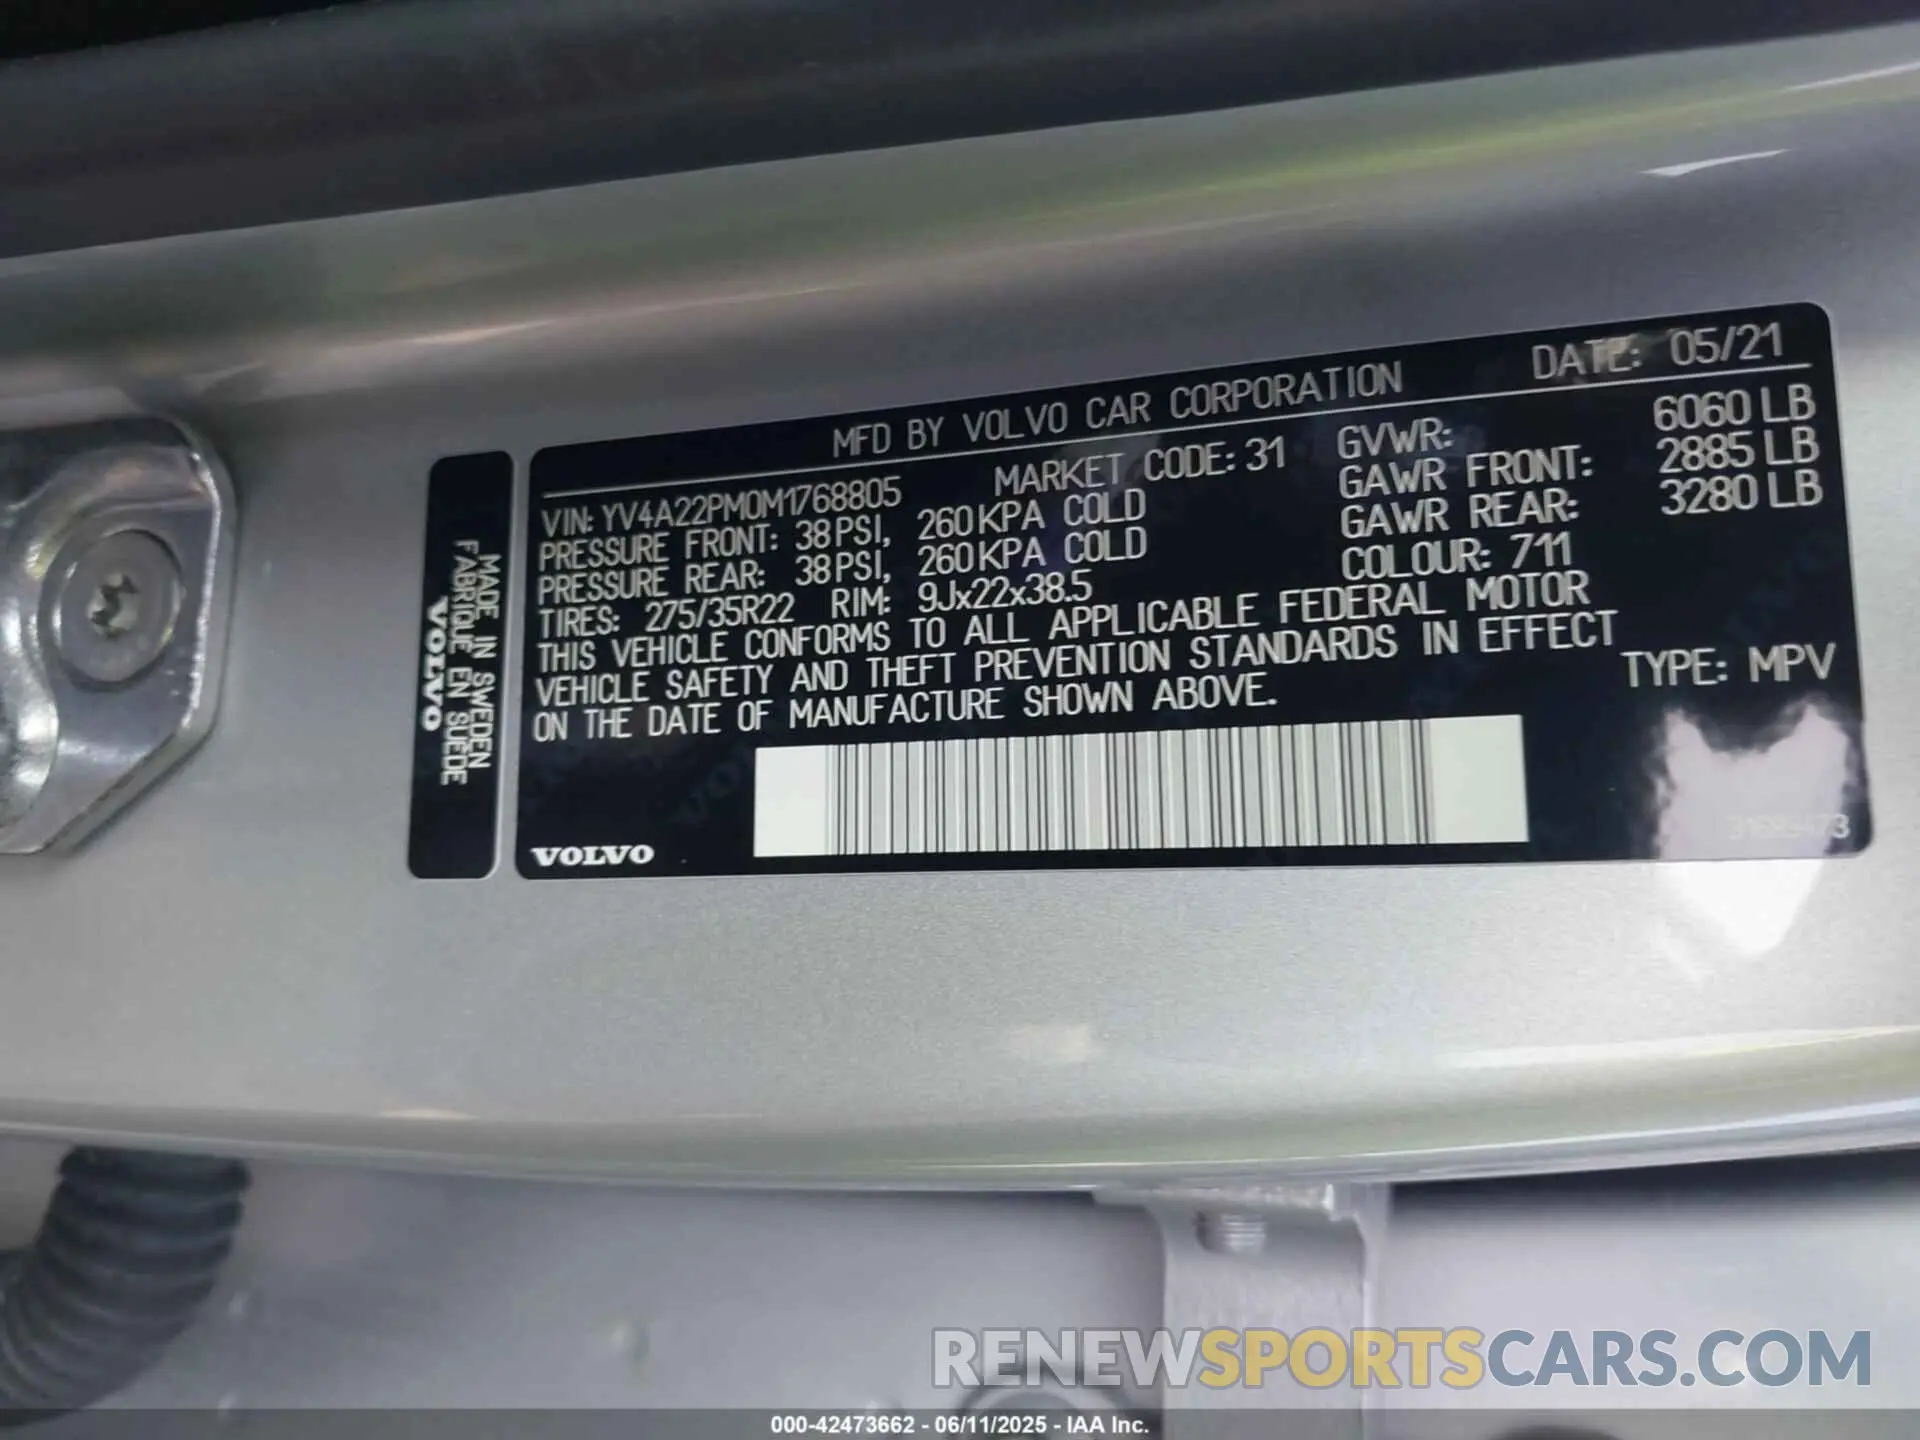 MFD BY VOLVO CAR CORPORATION DATE: 05/21
VIN: YV4A22PM0M1768805 MARKET CODE: 31 GVWR: 6060 LB
PRESSURE FRONT: 38 PSI, 260 KPA COLD GAWR FRONT: 2885 LB
PRESSURE REAR: 38 PSI, 260 KPA COLD GAWR REAR: 3280 LB
TIRES: 275/35R22 RIM: 9Jx22x38.5 COLOUR: 711
THIS VEHICLE CONFORMS TO ALL APPLICABLE FEDERAL MOTOR
VEHICLE SAFETY AND THEFT PREVENTION STANDARDS IN EFFECT
ON THE DATE OF MANUFACTURE SHOWN ABOVE. TYPE: MPV
VOLVO
MADE IN SWEDEN
FABRIQUE EN SUÈDE
VOLVO
RENEWSPORTSCARS.COM
000-42473662 - 06/11/2025 - IAA Inc.